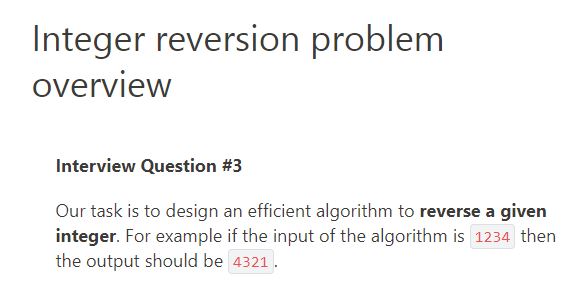 Integer reversion problem
overview
Interview Question #3
Our task is to design an efficient algorithm to reverse a given
integer. For example if the input of the algorithm is 1234 then
the output should be 4321.